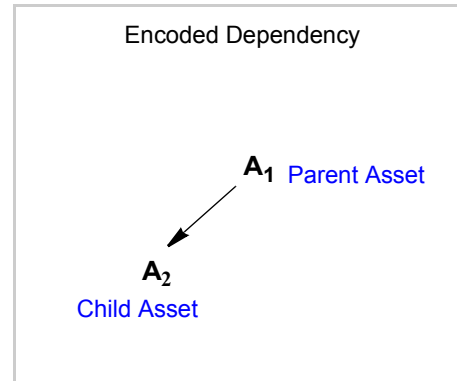 Encoded Dependency
A₁ Parent Asset
A₂
Child Asset